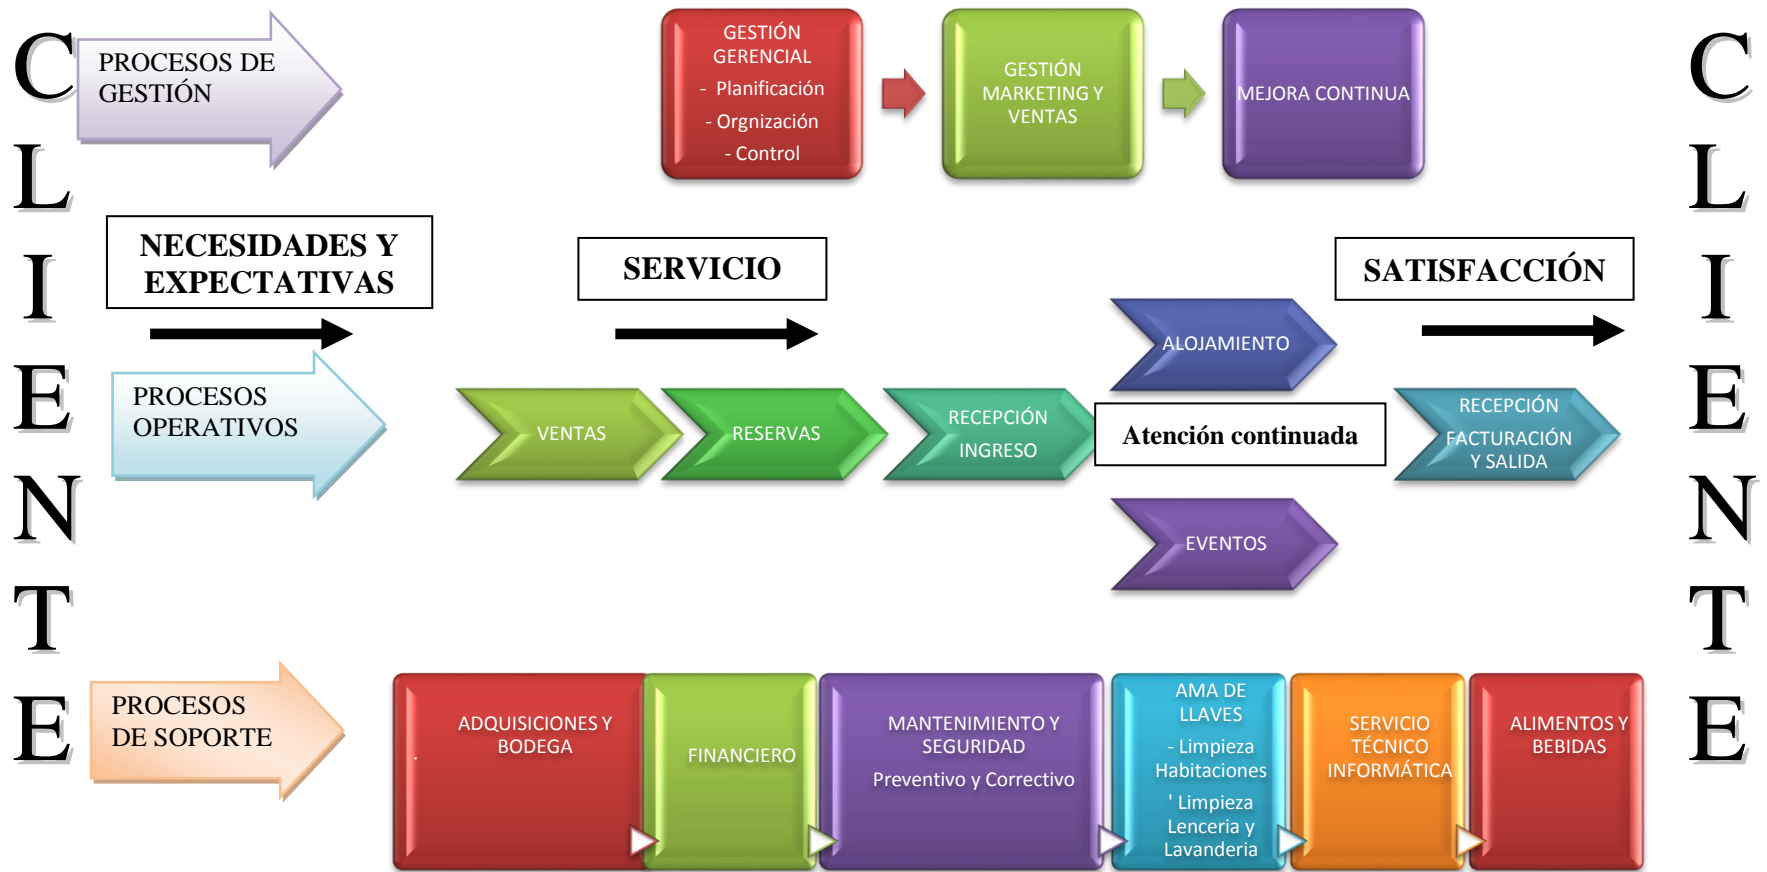 C
L
I
E
N
T
E
PROCESOS DE
GESTIÓN
GESTIÓN
GERENCIAL
- Planificación
- Orgnización
- Control
GESTIÓN
MARKETING Y
VENTAS
MEJORA CONTINUA
NECESIDADES Y
EXPECTATIVAS
SERVICIO
SATISFACCIÓN
PROCESOS
OPERATIVOS
VENTAS
RESERVAS
RECEPCIÓN
INGRESO
ALOJAMIENTO
Atención continuada
EVENTOS
RECEPCIÓN
FACTURACIÓN
Y SALIDA
PROCESOS
DE SOPORTE
.
ADQUISICIONES Y
BODEGA
FINANCIERO
MANTENIMIENTO Y
SEGURIDAD
Preventivo y Correctivo
AMA DE
LLAVES
- Limpieza
Habitaciones
' Limpieza
Lenceria y
Lavanderia
SERVICIO
TÉCNICO
INFORMÁTICA
ALIMENTOS Y
BEBIDAS
C
L
I
E
N
T
E